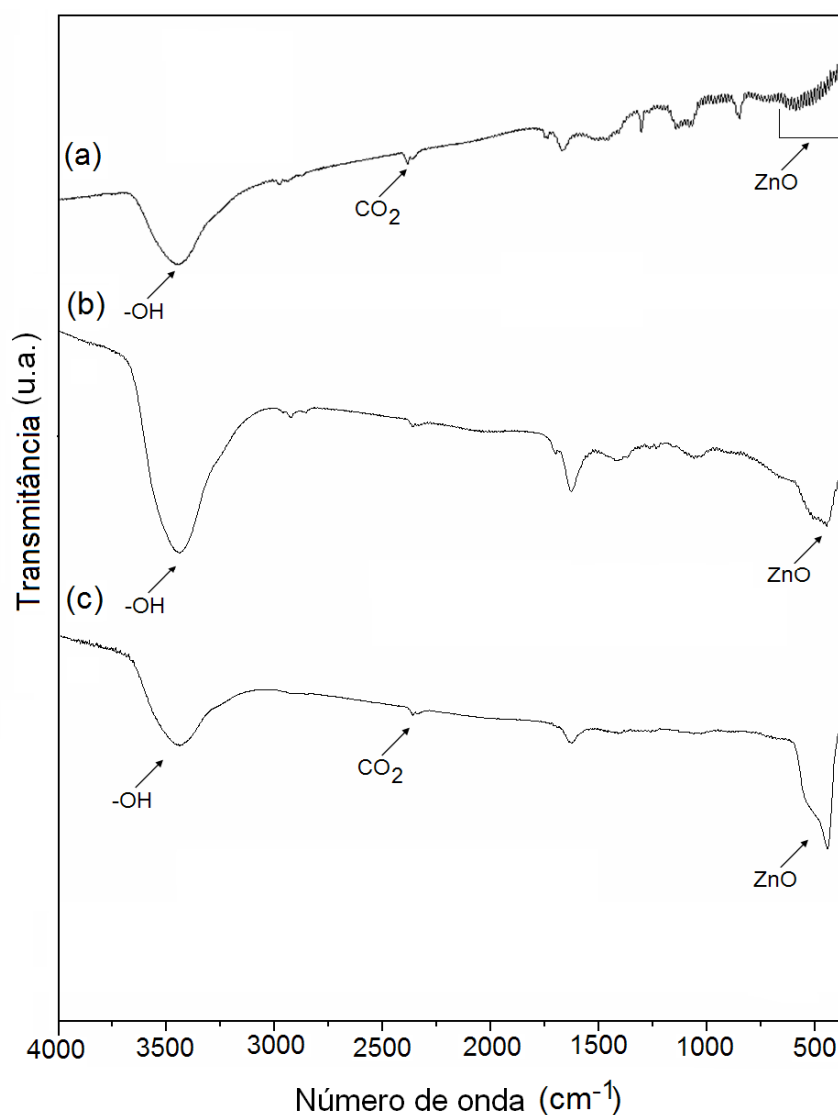 (a)
CO2
ZnO
-OH
(b)
-OH
ZnO
(c)
-OH
CO2
ZnO
Transmitância (u.a.)
4000 3500 3000 2500 2000 1500 1000 500
Número de onda (cm-1)